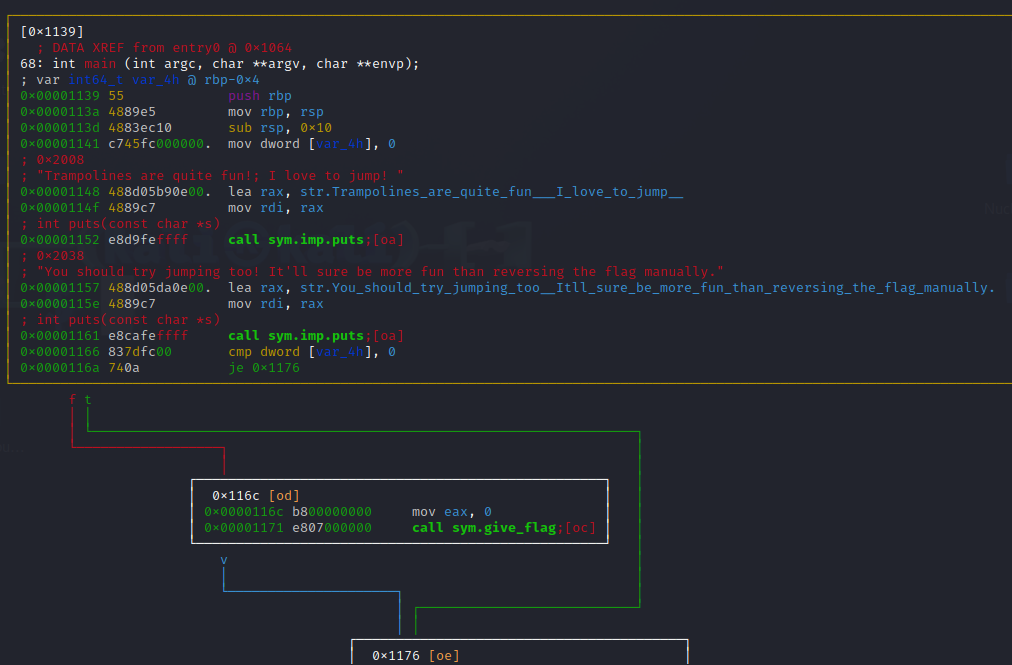 [0×1139]
; DATA XREF from entry0 @ 0×1064
68: int main (int argc, char **argv, char **envp);
; var int64_t var_4h @ rbp-0×4
0×00001139 55 push rbp
0×0000113a 4889e5 mov rbp, rsp
0×0000113d 4883ec10 sub rsp, 0×10
0×00001141 c745fc000000. mov dword [var_4h], 0
; 0×2008
; "Trampolines are quite fun!; I love to jump! "
0×00001148 488d05b90e00. lea rax, str.Trampolines_are_quite_fun___I_love_to_jump__
0×0000114f 4889c7 mov rdi, rax
; int puts(const char *s)
0×00001152 e8d9feffff call sym.imp.puts;[oa]
; 0×2038
; "You should try jumping too! It'll sure be more fun than reversing the flag manually."
0×00001157 488d05da0e00. lea rax, str.You_should_try_jumping_too__Itll_sure_be_more_fun_than_reversing_the_flag_manually.
0×0000115e 4889c7 mov rdi, rax
; int puts(const char *s)
0×00001161 e8cafeffff call sym.imp.puts;[oa]
0×00001166 837dfc00 cmp dword [var_4h], 0
0×0000116a 740a je 0×1176
f t
0×116c [od]
0×0000116c b800000000 mov eax, 0
0×00001171 e807000000 call sym.give_flag;[oc]
v
0×1176 [oe]